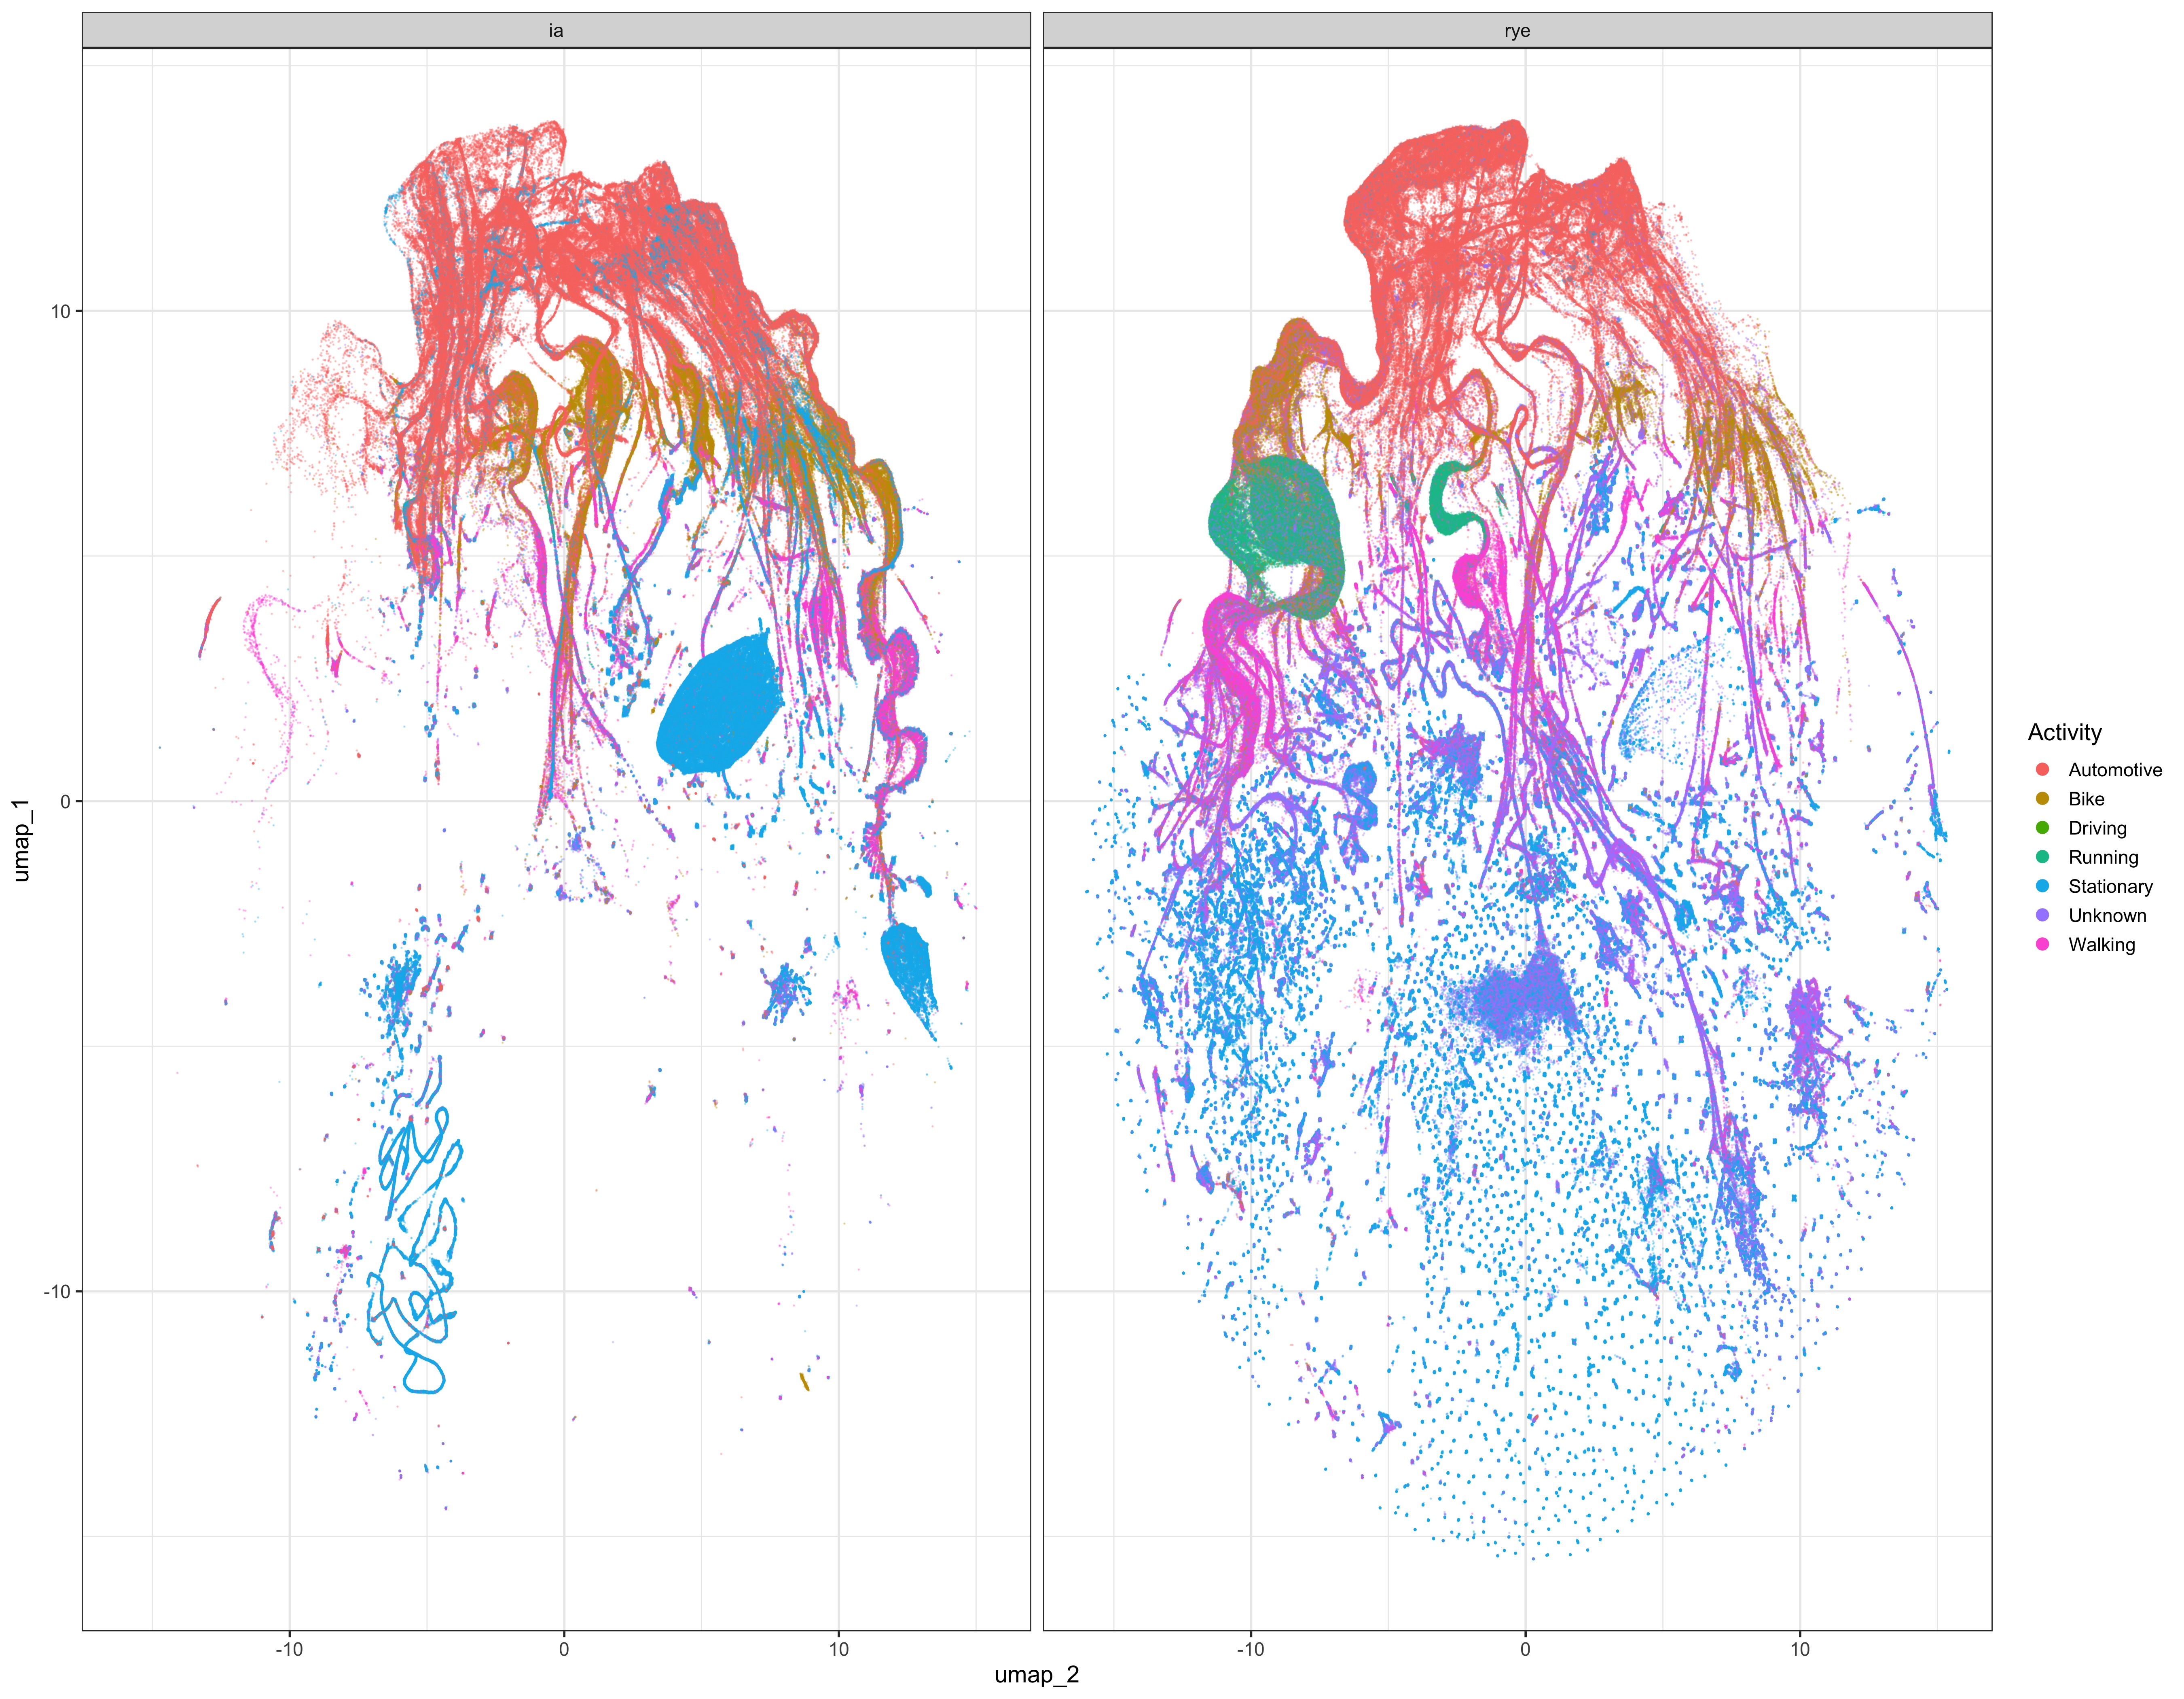 ia
rye
umap_1
10
0
-10
-10
0
10
-10
0
10
umap_2
Activity
Automotive
Bike
Driving
Running
Stationary
Unknown
Walking